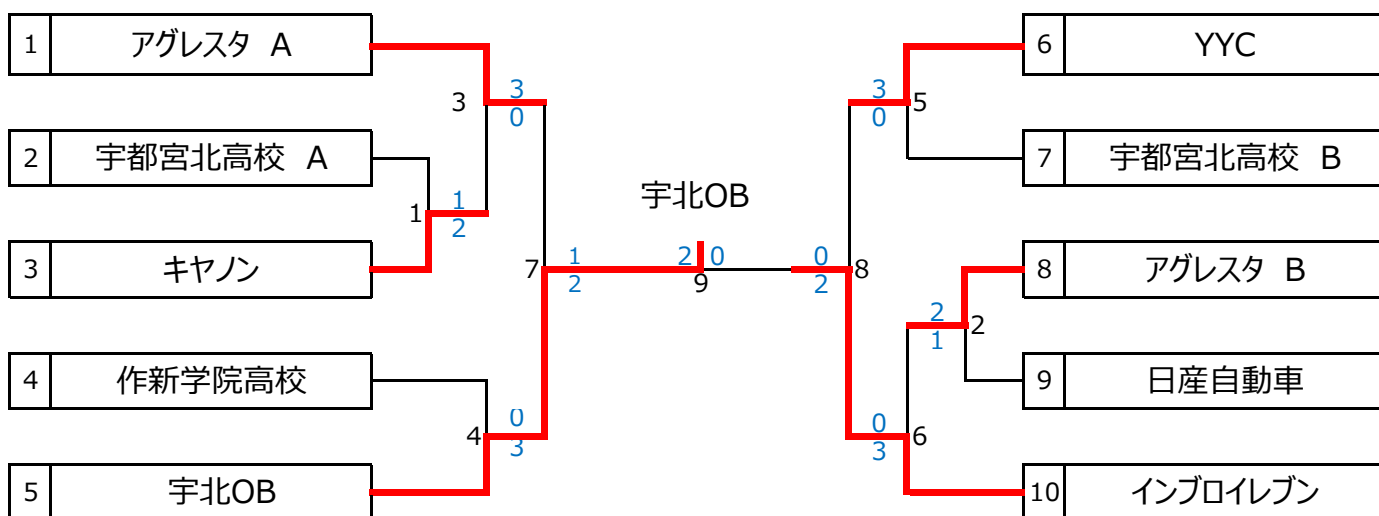 1 アグレスタ A
6 YYC
3 3 3 5
0 0
2 宇都宮北高校 A
7 宇都宮北高校 B
宇北OB
1 1
2
3 キヤノン
7 1 2 0 0 8
2 9 2
8 アグレスタ B
2 2
1
4 作新学院高校
9 日産自動車
4 0 0 6
3 3
5 宇北OB
10 インブロイレブン